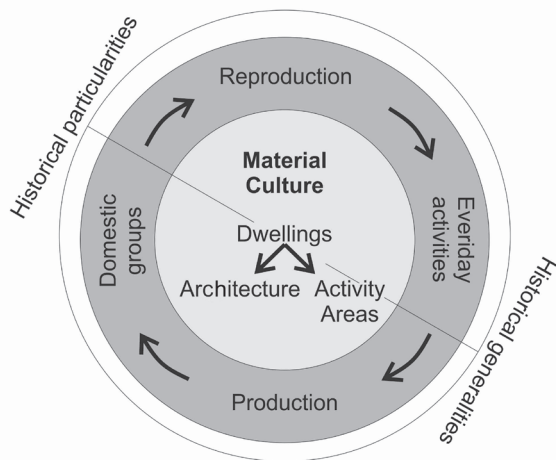 Historical particularities
Reproduction
Material
Culture
Everiday
activities
Domestic
groups
Dwellings
Architecture
Activity
Areas
Production
Historical generalities